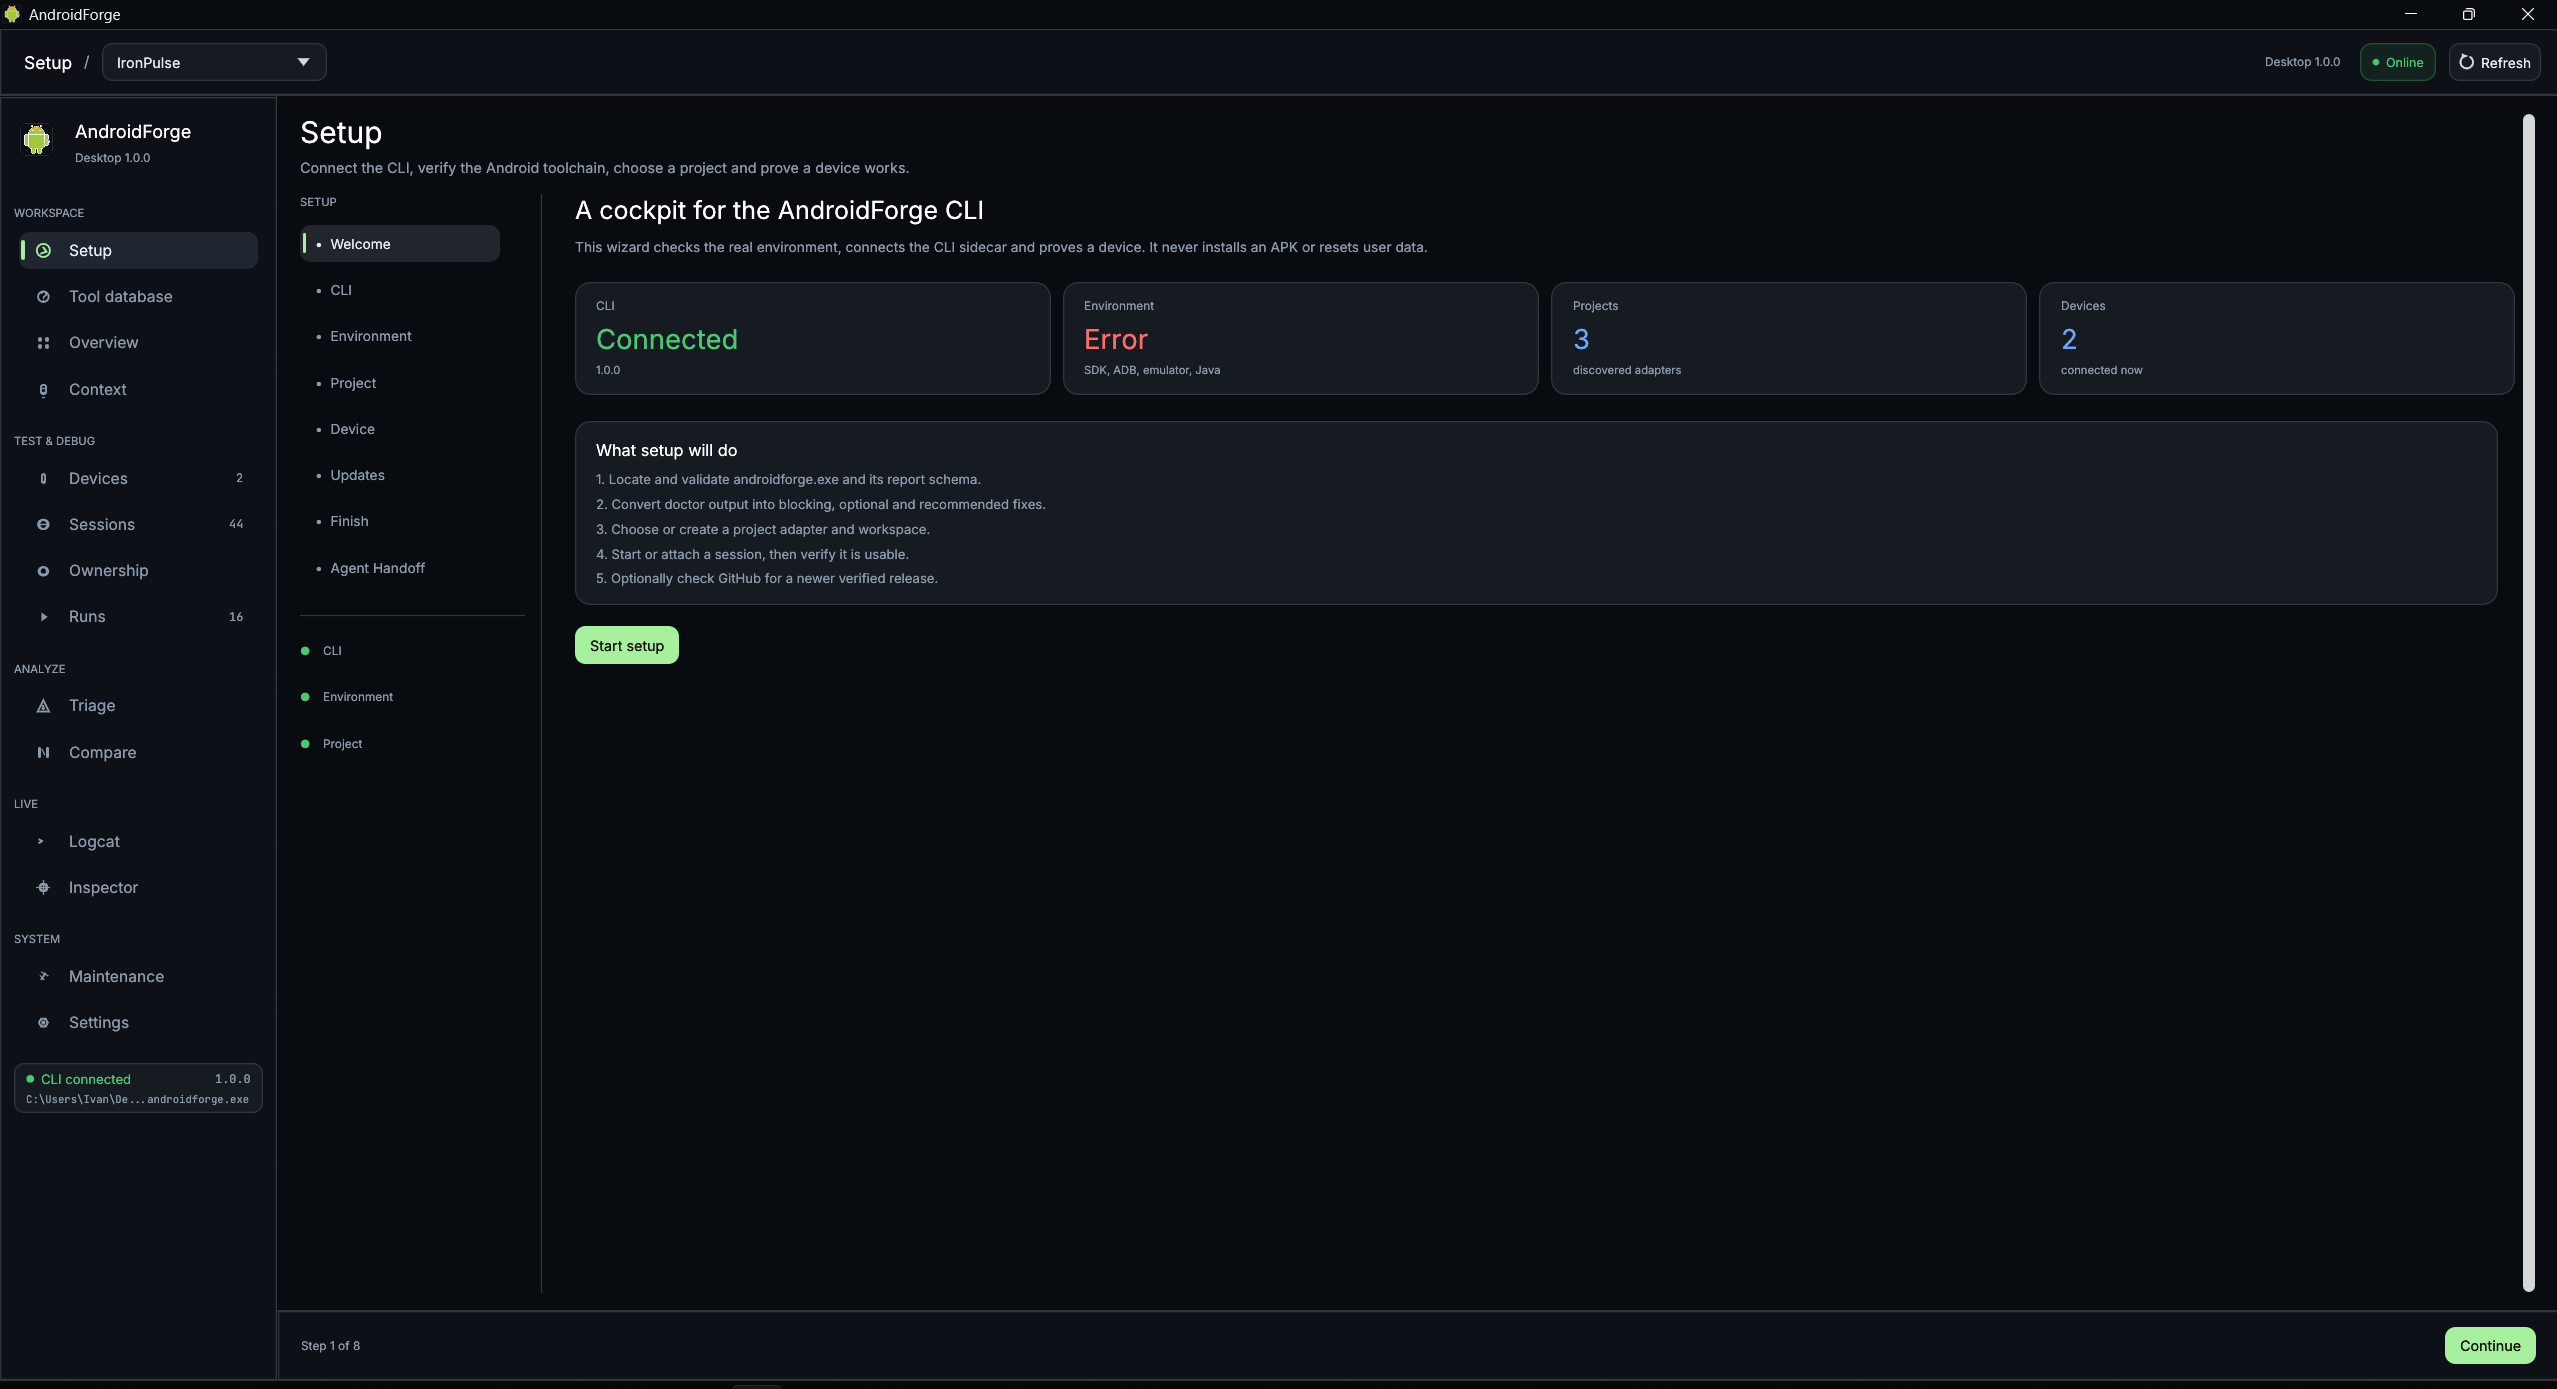 AndroidForge
Setup / IronPulse
Desktop 1.0.0
Online
Refresh
AndroidForge
Desktop 1.0.0
WORKSPACE
Setup
Tool database
Overview
Context
TEST & DEBUG
Devices 2
Sessions 44
Ownership
Runs 16
ANALYZE
Triage
Compare
LIVE
Logcat
Inspector
SYSTEM
Maintenance
Settings
CLI connected 1.0.0
C:\Users\Ivan\De...androidforge.exe
Setup
Connect the CLI, verify the Android toolchain, choose a project and prove a device works.
SETUP
Welcome
CLI
Environment
Project
Device
Updates
Finish
Agent Handoff
CLI
Environment
Project
A cockpit for the AndroidForge CLI
This wizard checks the real environment, connects the CLI sidecar and proves a device. It never installs an APK or resets user data.
CLI
Connected
1.0.0
Environment
Error
SDK, ADB, emulator, Java
Projects
3
discovered adapters
Devices
2
connected now
What setup will do
1. Locate and validate androidforge.exe and its report schema.
2. Convert doctor output into blocking, optional and recommended fixes.
3. Choose or create a project adapter and workspace.
4. Start or attach a session, then verify it is usable.
5. Optionally check GitHub for a newer verified release.
Start setup
Step 1 of 8
Continue